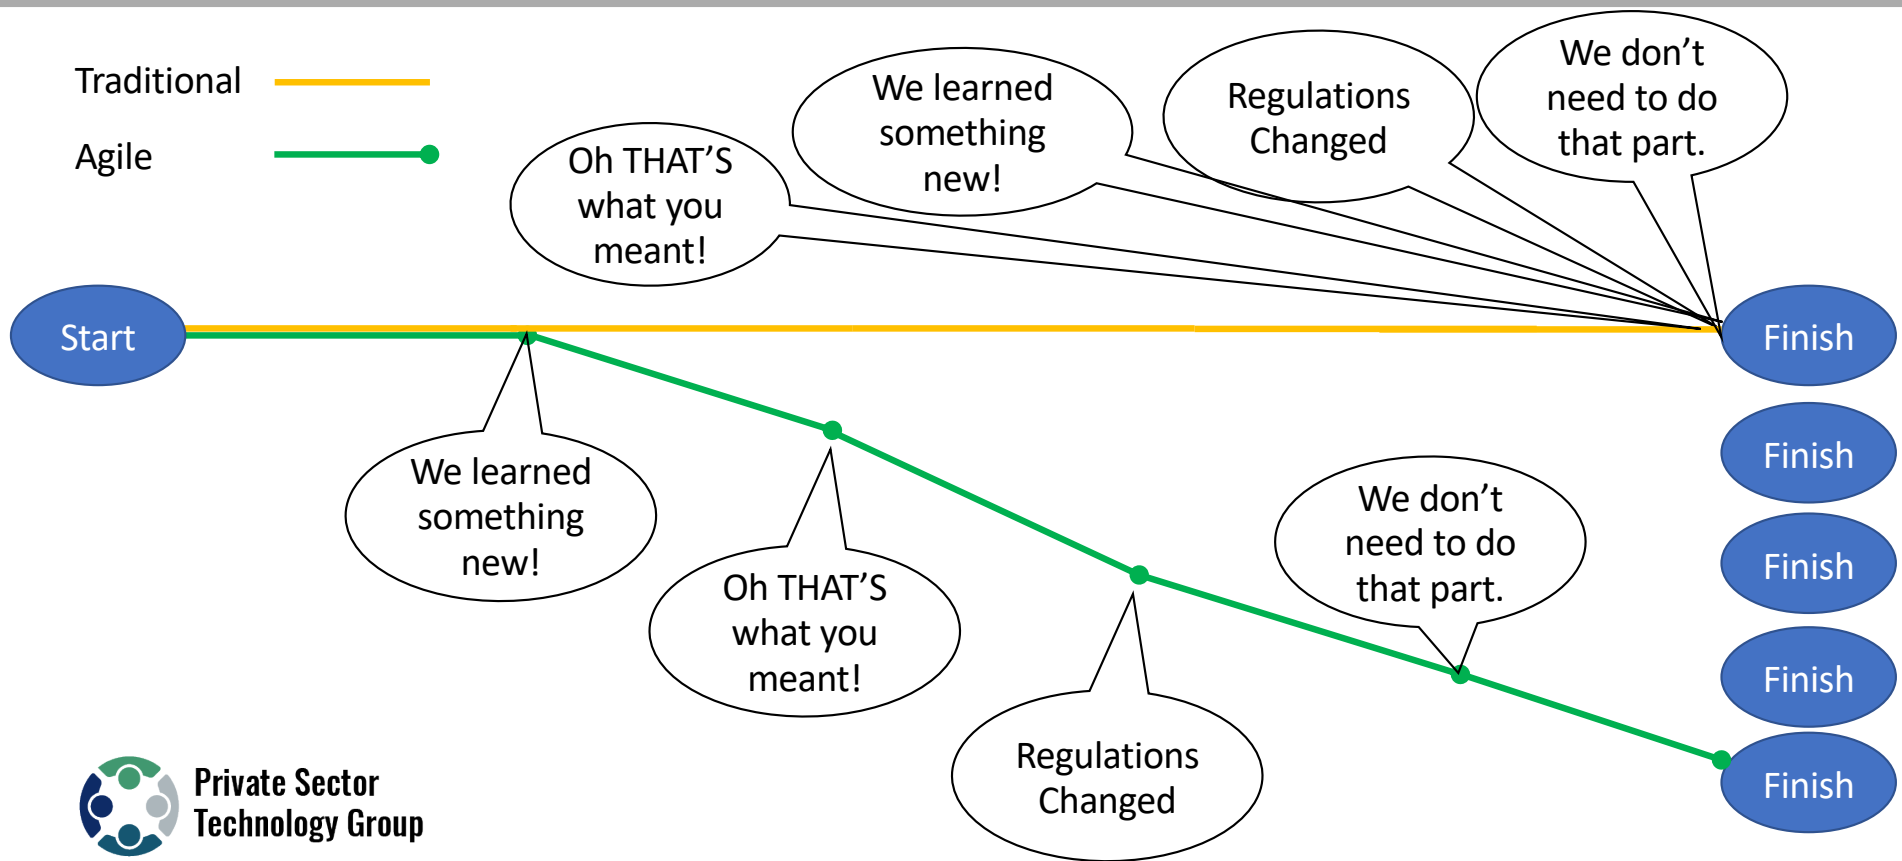 Traditional
Agile
Oh THAT’S
what you
meant!
We learned
something
new!
Regulations
Changed
We don’t
need to do
that part.
Start
Finish
Finish
Finish
Finish
Finish
We learned
something
new!
Oh THAT’S
what you
meant!
Regulations
Changed
We don’t
need to do
that part.
Private Sector
Technology Group